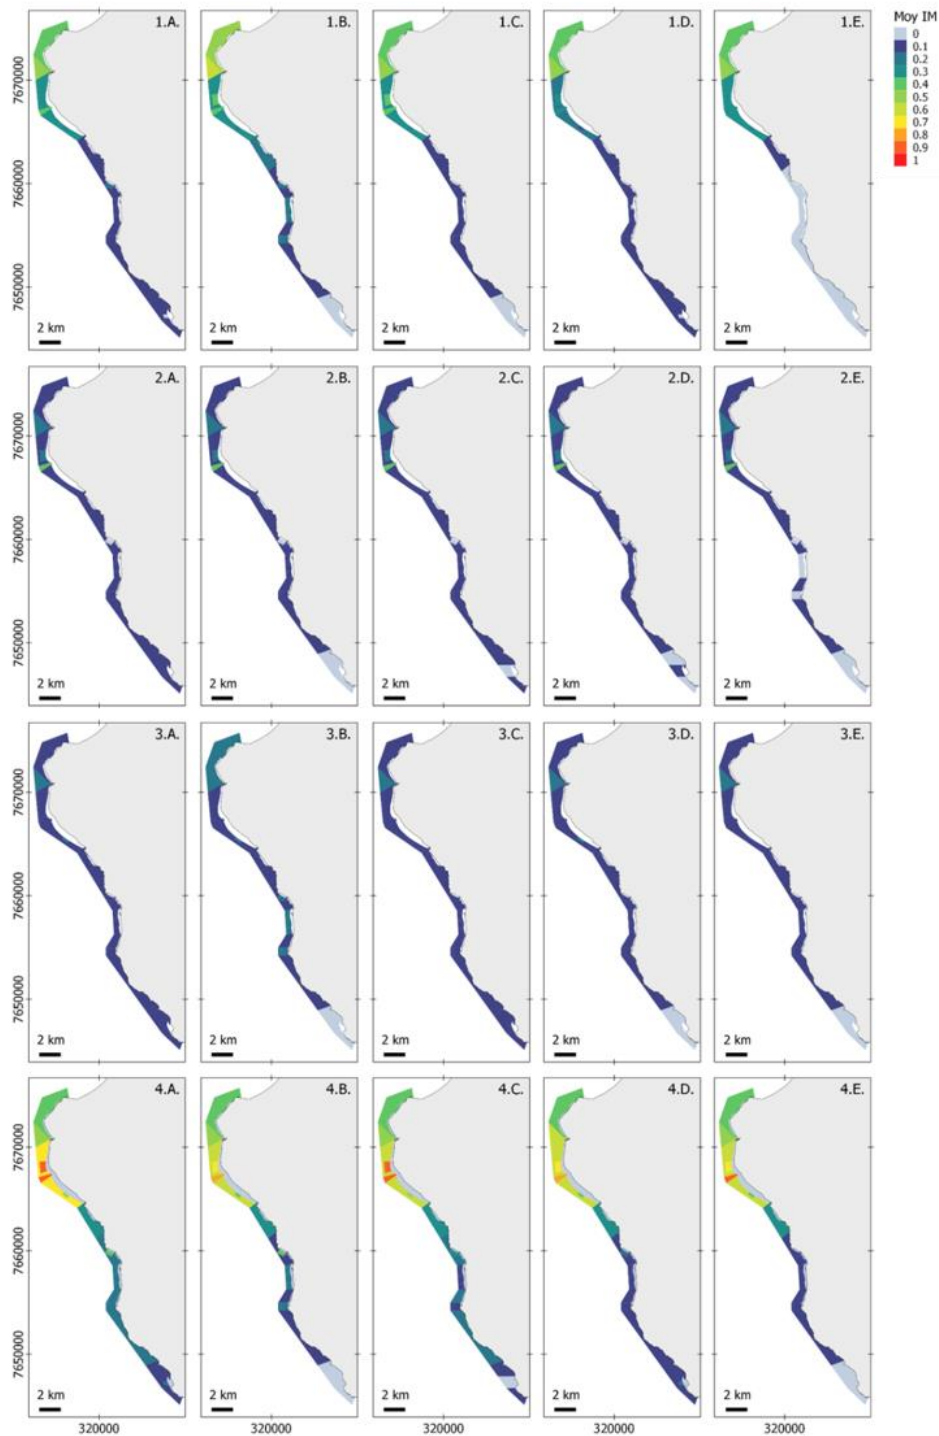 1.A. 1.B. 1.C. 1.D. 1.E. Moy IM
0
0.1
0.2
0.3
0.4
0.5
0.6
0.7
0.8
0.9
1
7670000
7660000
7650000
2 km 2 km 2 km 2 km 2 km
2.A. 2.B. 2.C. 2.D. 2.E.
7670000
7660000
7650000
2 km 2 km 2 km 2 km 2 km
3.A. 3.B. 3.C. 3.D. 3.E.
7670000
7660000
7650000
2 km 2 km 2 km 2 km 2 km
4.A. 4.B. 4.C. 4.D. 4.E.
7670000
7660000
7650000
2 km 2 km 2 km 2 km 2 km
320000 320000 320000 320000 320000